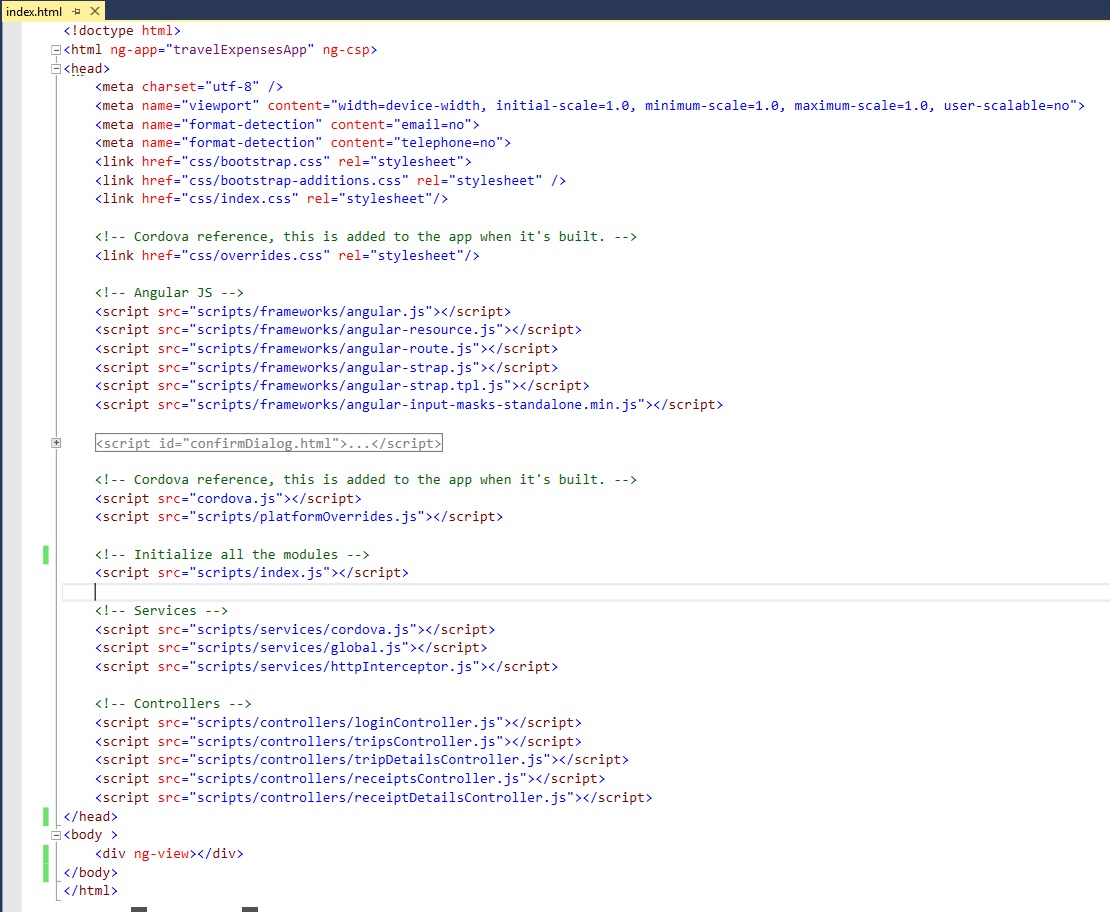 index.html
<!doctype html>
<html ng-app="travelExpensesApp" ng-csp>
<head>
<meta charset="utf-8" />
<meta name="viewport" content="width=device-width, initial-scale=1.0, minimum-scale=1.0, maximum-scale=1.0, user-scalable=no">
<meta name="format-detection" content="email=no">
<meta name="format-detection" content="telephone=no">
<link href="css/bootstrap.css" rel="stylesheet">
<link href="css/bootstrap-additions.css" rel="stylesheet" />
<link href="css/index.css" rel="stylesheet"/>
<!-- Cordova reference, this is added to the app when it's built. -->
<link href="css/overrides.css" rel="stylesheet"/>
<!-- Angular JS -->
<script src="scripts/frameworks/angular.js"></script>
<script src="scripts/frameworks/angular-resource.js"></script>
<script src="scripts/frameworks/angular-route.js"></script>
<script src="scripts/frameworks/angular-strap.js"></script>
<script src="scripts/frameworks/angular-strap.tpl.js"></script>
<script src="scripts/frameworks/angular-input-masks-standalone.min.js"></script>
<script id="confirmDialog.html">...</script>
<!-- Cordova reference, this is added to the app when it's built. -->
<script src="cordova.js"></script>
<script src="scripts/platformOverrides.js"></script>
<!-- Initialize all the modules -->
<script src="scripts/index.js"></script>
<!-- Services -->
<script src="scripts/services/cordova.js"></script>
<script src="scripts/services/global.js"></script>
<script src="scripts/services/httpInterceptor.js"></script>
<!-- Controllers -->
<script src="scripts/controllers/loginController.js"></script>
<script src="scripts/controllers/tripsController.js"></script>
<script src="scripts/controllers/tripDetailsController.js"></script>
<script src="scripts/controllers/receiptsController.js"></script>
<script src="scripts/controllers/receiptDetailsController.js"></script>
</head>
<body >
<div ng-view></div>
</body>
</html>